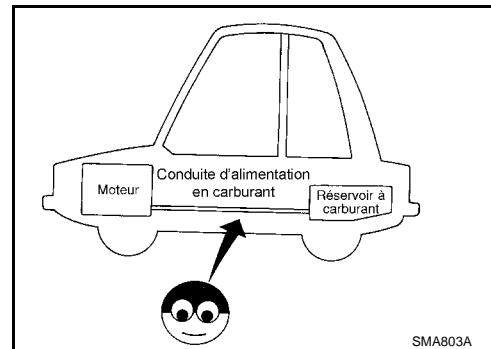 Moteur
Conduite d'alimentation
en carburant
Réservoir à
carburant
SMA803A